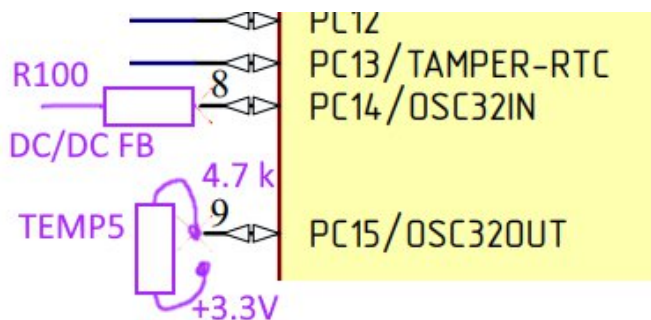 PC12
R100
PC13/TAMPER-RTC
8
PC14/OSC32IN
DC/DC FB
4.7 k
TEMP5
9
PC15/OSC32OUT
+3.3V